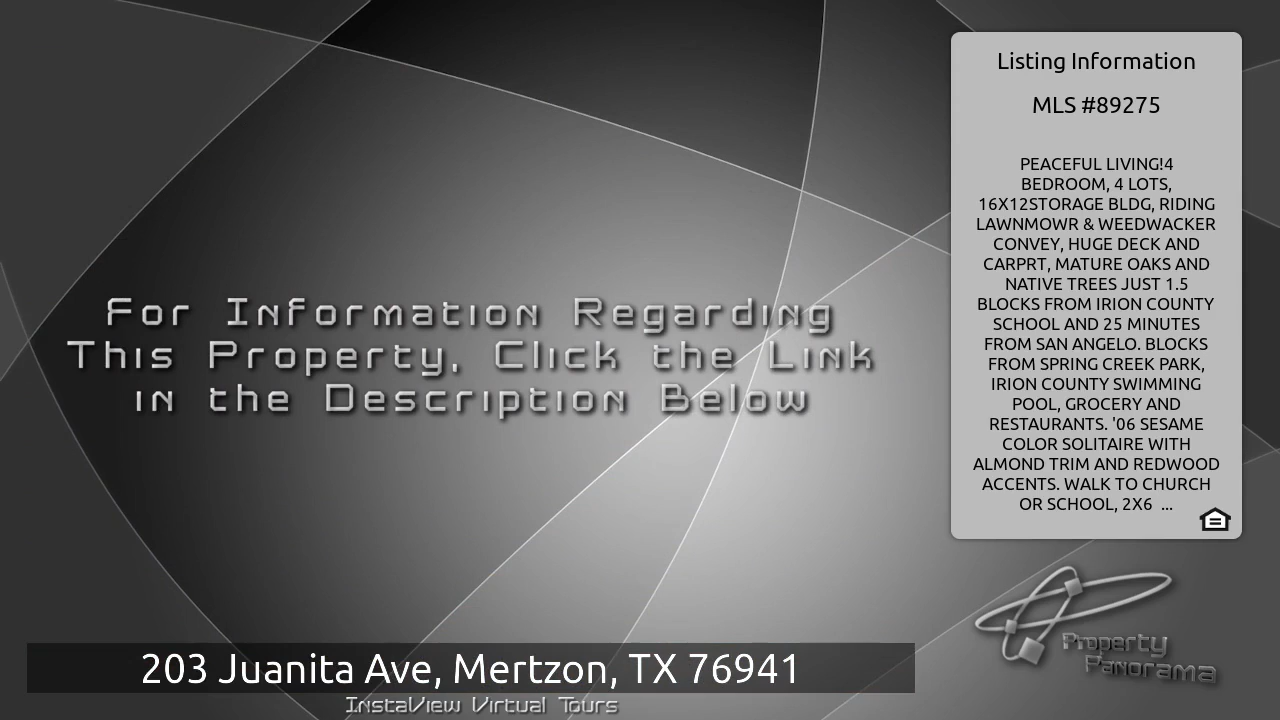 Listing Information
MLS #89275
PEACEFUL LIVING!4
BEDROOM, 4 LOTS,
16X12STORAGE BLDG, RIDING
LAWNMOWR & WEEDWACKER
CONVEY, HUGE DECK AND
CARPRT, MATURE OAKS AND
NATIVE TREES JUST 1.5
BLOCKS FROM IRION COUNTY
SCHOOL AND 25 MINUTES
FROM SAN ANGELO. BLOCKS
FROM SPRING CREEK PARK,
IRION COUNTY SWIMMING
POOL, GROCERY AND
RESTAURANTS. '06 SESAME
COLOR SOLITAIRE WITH
ALMOND TRIM AND REDWOOD
ACCENTS. WALK TO CHURCH
OR SCHOOL, 2X6 ...
For Information Regarding
This Property, Click the Link
in the Description Below
203 Juanita Ave, Mertzon, TX 76941
InstaView Virtual Tours
Property
Panorama